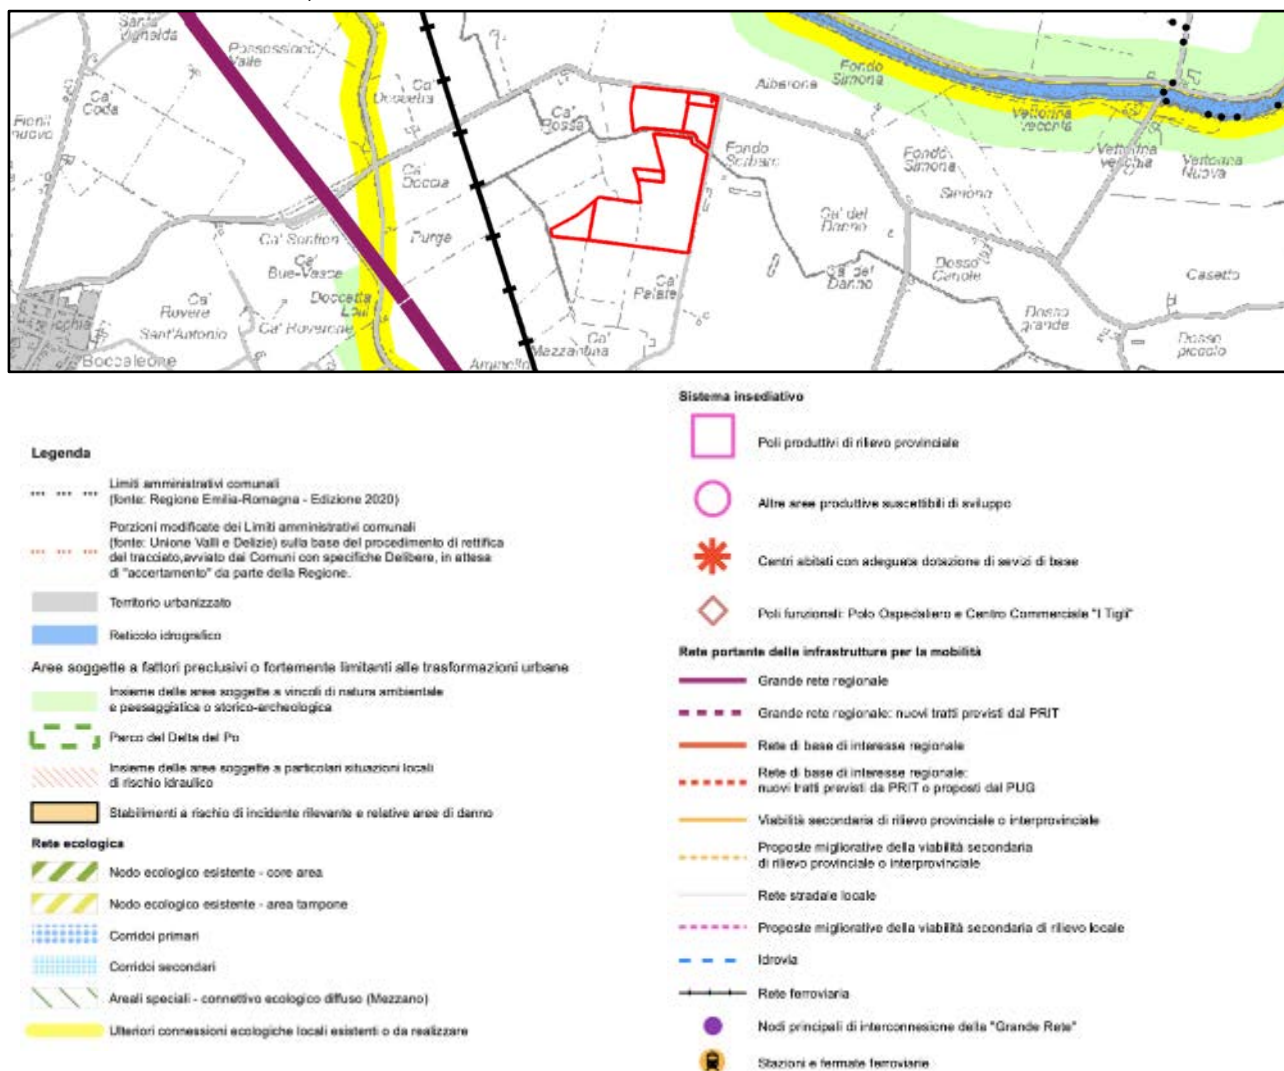 Santa
Vignalda
Possessioni
Valle
Ca'
Coda
Fienil
nuovo
Ca'
Doccetta
Ca'
Rossa
Alberone
Fondo
Simona
Vettorina
vecchia
Vettorina
vecchia
Vettorina
Nuova
Fondo
Simona
Simona
Fondo
Ca'
Doccia
Purge
Ca'
Bue-Vasce
Doccetta
Ca'
Rovere
Sant'Antonio
Ca' Roverone
Boccaleone
Ca' del
Danno
Ca' del
Danno
Dosso
Casetto
Dosso
grande
Dosso
piccolo
Ca'
Ca'
Mezzantina
Legenda
Limiti amministrativi comunali
(fonte: Regione Emilia-Romagna - Edizione 2020)
Porzioni modificate dei Limiti amministrativi comunali
(fonte: Unione Valli e Delizie) sulla base del procedimento di rettifica
del tracciato,avviato dai Comuni con specifiche Delibere, in attesa
di "accertamento" da parte della Regione.
Territorio urbanizzato
Reticolo idrografico
Aree soggette a fattori preclusivi o fortemente limitanti alle trasformazioni urbane
Insieme delle aree soggette a vincoli di natura ambientale
e paesaggistica o storico-archeologica
Parco del Delta del Po
Insieme delle aree soggette a particolari situazioni locali
di rischio idraulico
Stabilimenti a rischio di incidente rilevante e relative aree di danno
Rete ecologica
Nodo ecologico esistente - core area
Nodo ecologico esistente - area tampone
Corridoi primari
Corridoi secondari
Areali speciali - connettivo ecologico diffuso (Mezzano)
Ulteriori connessioni ecologiche locali esistenti o da realizzare
Sistema insediativo
Poli produttivi di rilievo provinciale
Altre aree produttive suscettibili di sviluppo
Centri abitati con adeguata dotazione di sevizi di base
Poli funzionali: Polo Ospedaliero e Centro Commerciale "I Tigli"
Rete portante delle infrastrutture per la mobilità
Grande rete regionale
Grande rete regionale: nuovi tratti previsti dal PRIT
Rete di base di interesse regionale
Rete di base di interesse regionale:
nuovi tratti previsti da PRIT o proposti dal PUG
Viabilità secondaria di rilievo provinciale o interprovinciale
Proposte migliorative della viabilità secondaria
di rilievo provinciale o interprovinciale
Rete stradale locale
Proposte migliorative della viabilità secondaria di rilievo locale
Idrovia
Rete ferroviaria
Nodi principali di interconnesione della "Grande Rete"
Stazioni e fermate ferroviarie